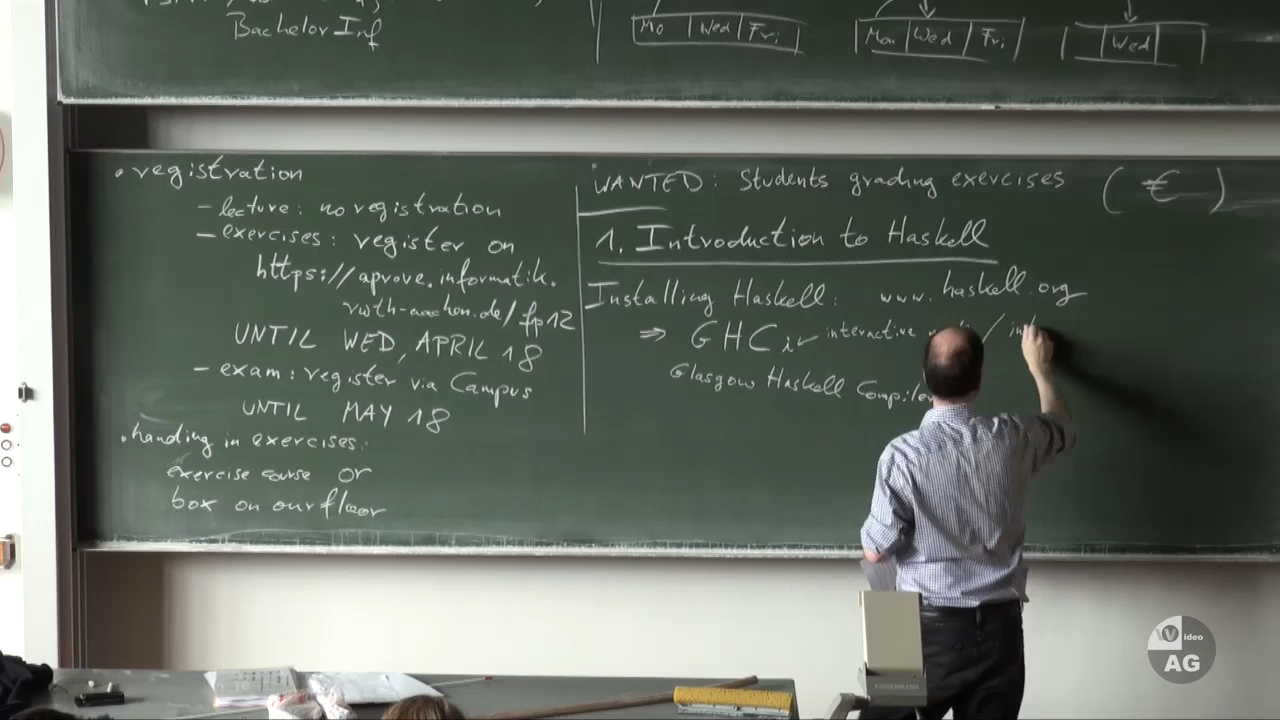 Bachelor Inf
Mo Wed Fri
Mon Wed Fri
Wed
• registration
- lecture: no registration
- exercises: register on
https://aprove.informatik.
rwth-aachen.de/fp12
UNTIL WED, APRIL 18
- exam: register via Campus
UNTIL MAY 18
• handing in exercises:
exercise course or
box on our floor
WANTED: Students grading exercises (€)
1. Introduction to Haskell
Installing Haskell: www.haskell.org
⇒ GHCi interactive /
Glasgow Haskell Compiler
Video
AG